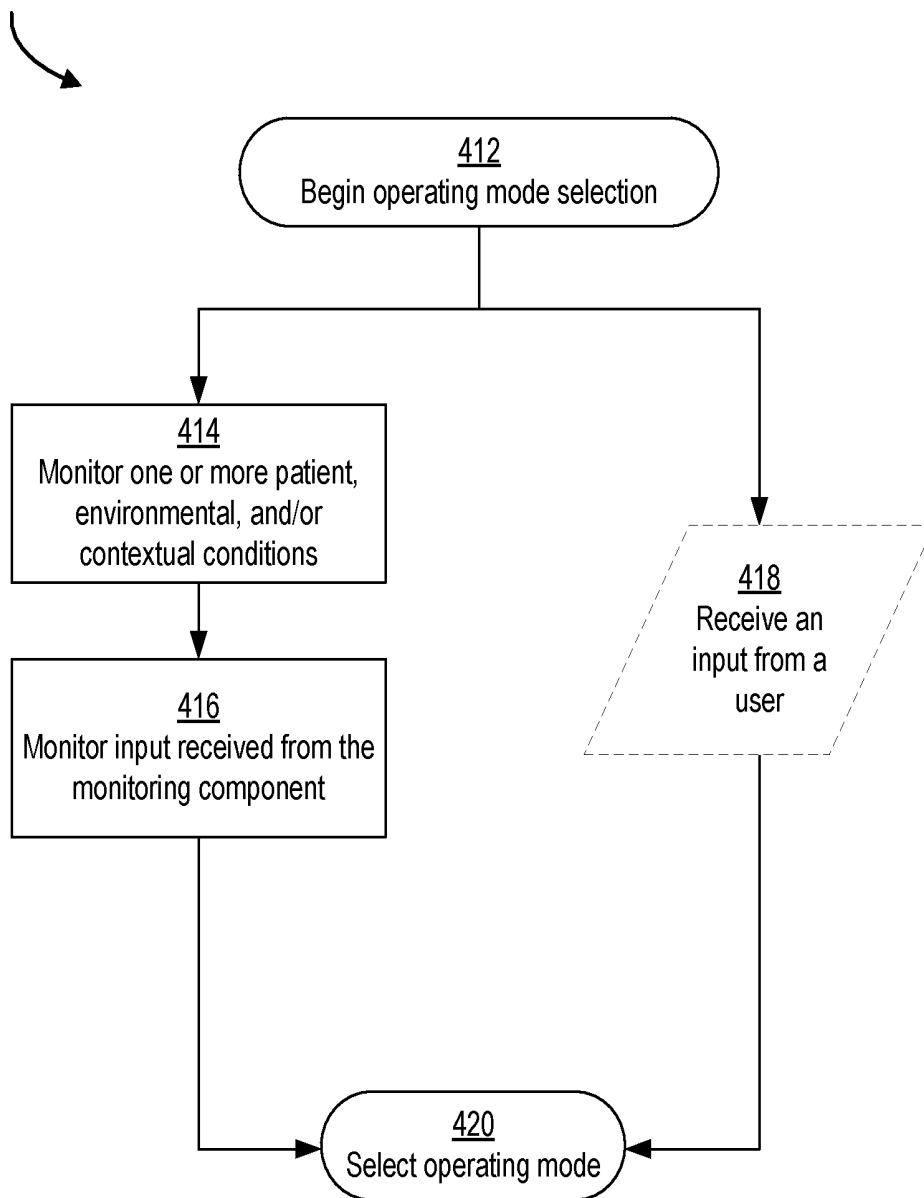 412
Begin operating mode selection
414
Monitor one or more patient,
environmental, and/or
contextual conditions
416
Monitor input received from the
monitoring component
418
Receive an
input from a
user
420
Select operating mode